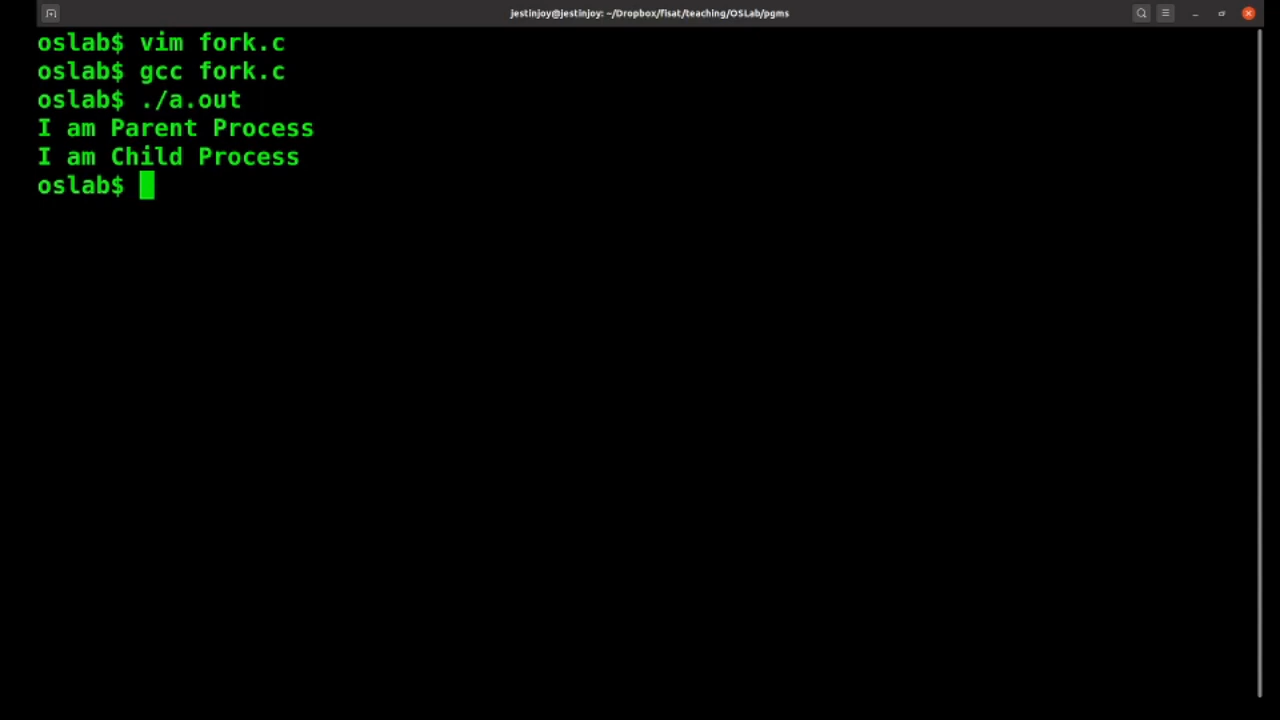 jestinjoy@jestinjoy: ~/Dropbox/fisat/teaching/OSLab/pgms
oslab$ vim fork.c
oslab$ gcc fork.c
oslab$ ./a.out
I am Parent Process
I am Child Process
oslab$